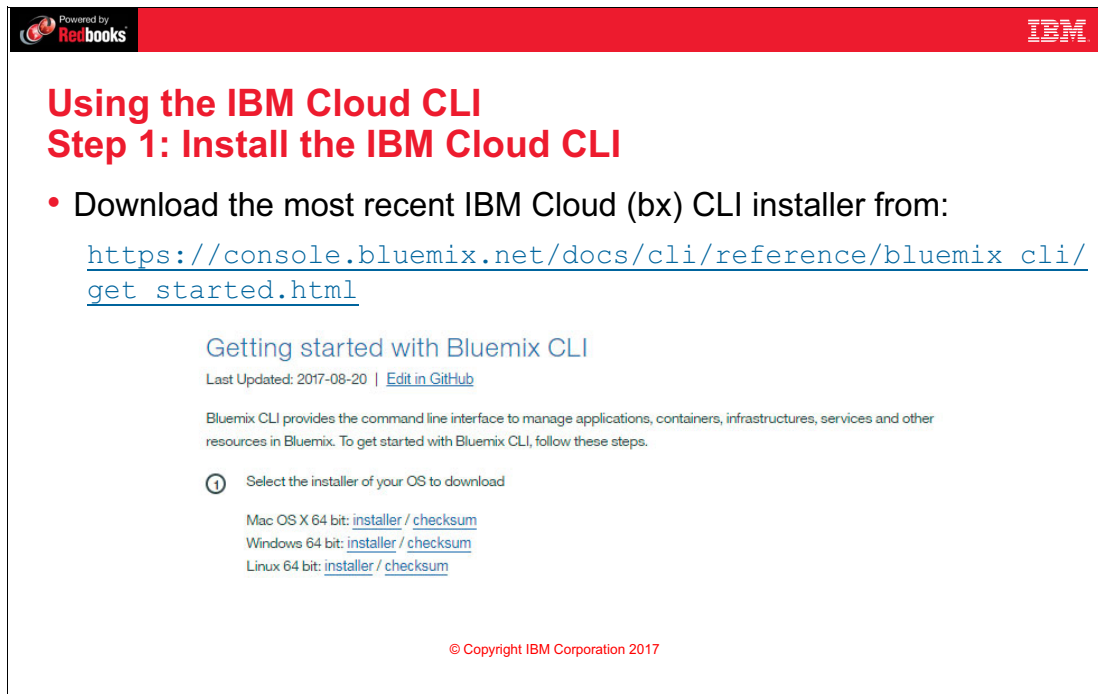 Powered by
Redbooks
IBM
Using the IBM Cloud CLI
Step 1: Install the IBM Cloud CLI
• Download the most recent IBM Cloud (bx) CLI installer from:
https://console.bluemix.net/docs/cli/reference/bluemix_cli/
get_started.html
Getting started with Bluemix CLI
Last Updated: 2017-08-20 | Edit in GitHub
Bluemix CLI provides the command line interface to manage applications, containers, infrastructures, services and other
resources in Bluemix. To get started with Bluemix CLI, follow these steps.
1 Select the installer of your OS to download
Mac OS X 64 bit: installer / checksum
Windows 64 bit: installer / checksum
Linux 64 bit: installer / checksum
© Copyright IBM Corporation 2017